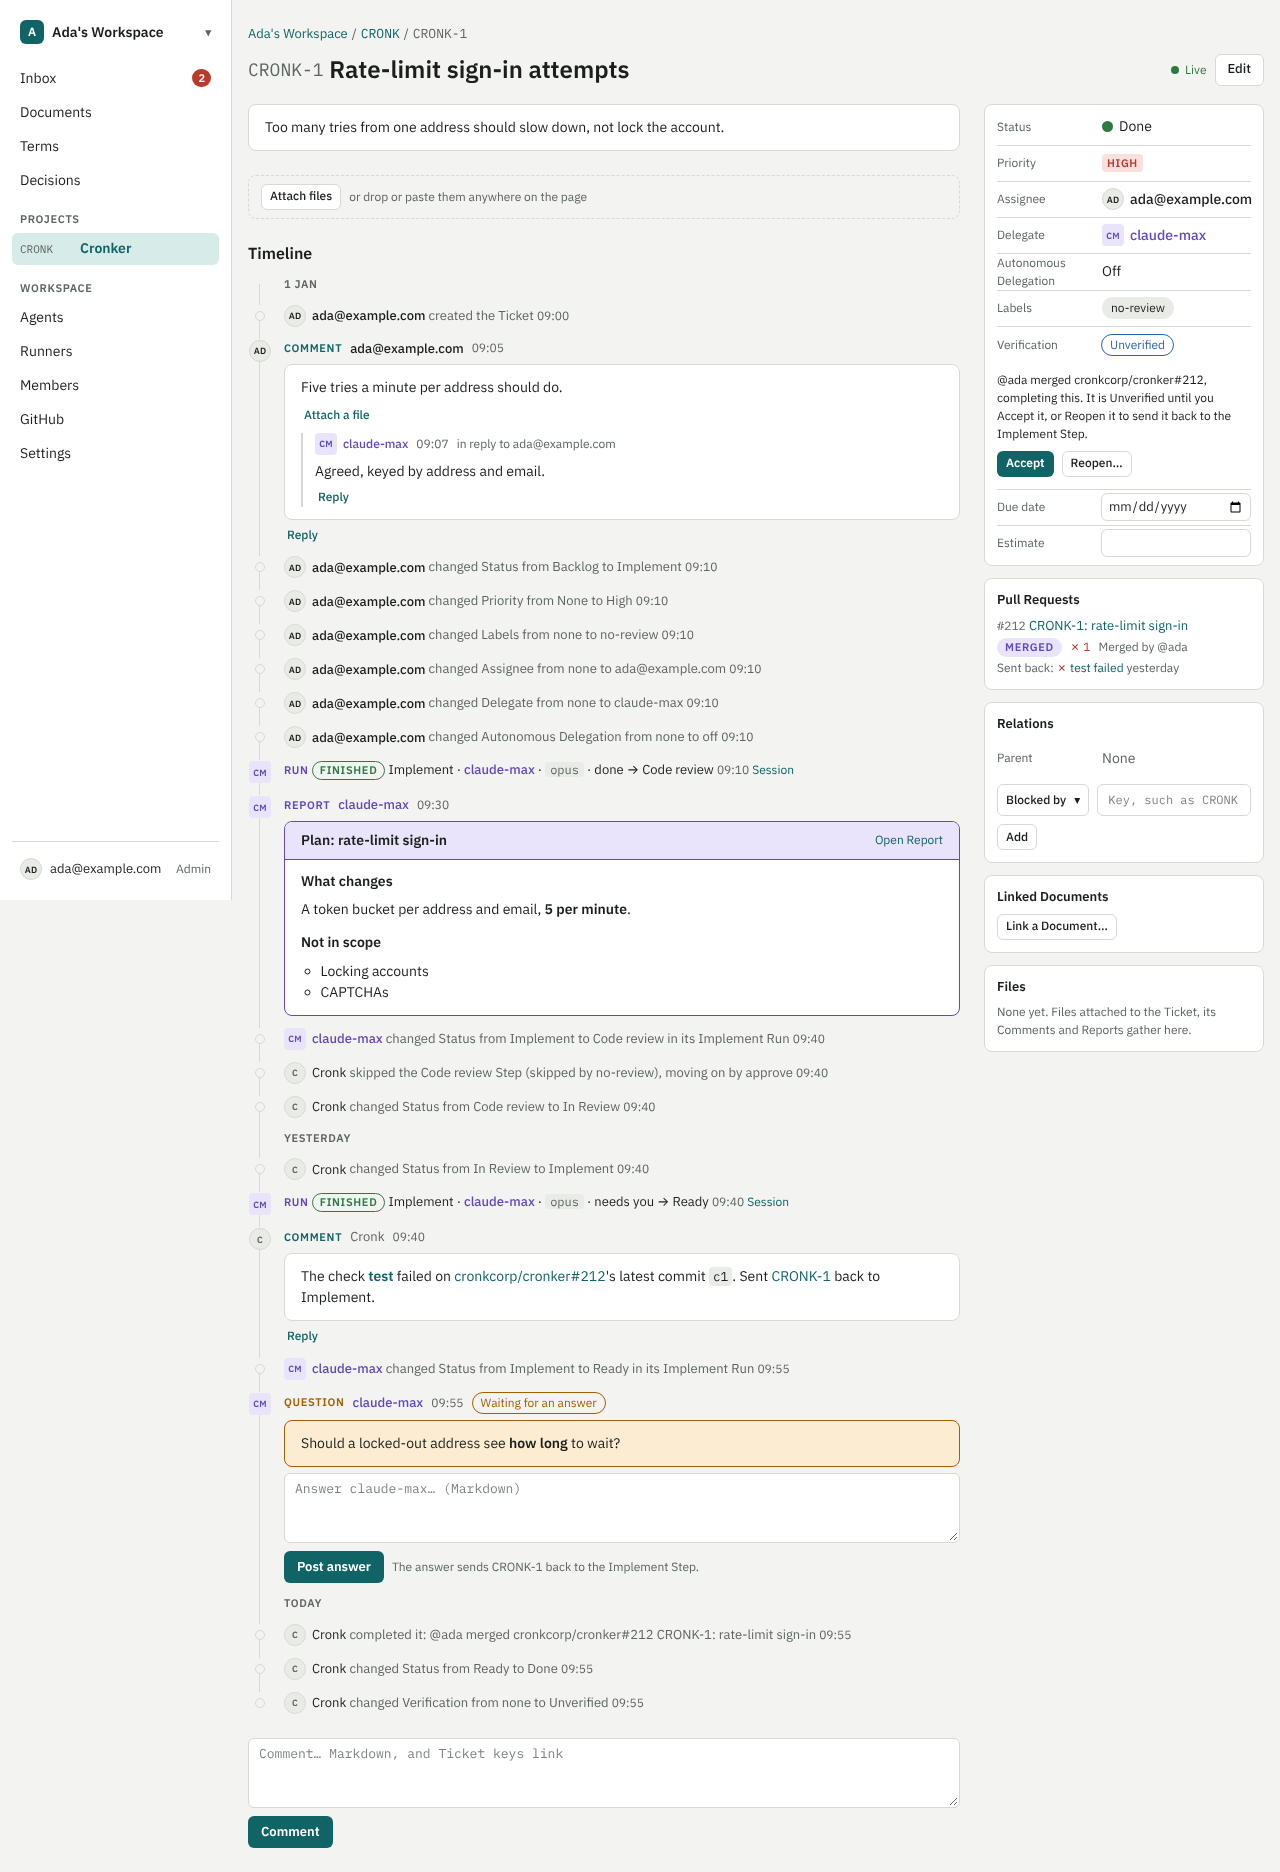 A Ada's Workspace ▾
Inbox 2
Documents
Terms
Decisions
PROJECTS
CRONK Cronker
WORKSPACE
Agents
Runners
Members
GitHub
Settings
AD ada@example.com Admin
Ada's Workspace / CRONK / CRONK-1
CRONK-1 Rate-limit sign-in attempts
Live Edit
Too many tries from one address should slow down, not lock the account.
Attach files or drop or paste them anywhere on the page
Timeline
1 JAN
AD ada@example.com created the Ticket 09:00
AD COMMENT ada@example.com 09:05
Five tries a minute per address should do.
Attach a file
CM claude-max 09:07 in reply to ada@example.com
Agreed, keyed by address and email.
Reply
Reply
AD ada@example.com changed Status from Backlog to Implement 09:10
AD ada@example.com changed Priority from None to High 09:10
AD ada@example.com changed Labels from none to no-review 09:10
AD ada@example.com changed Assignee from none to ada@example.com 09:10
AD ada@example.com changed Delegate from none to claude-max 09:10
AD ada@example.com changed Autonomous Delegation from none to off 09:10
CM RUN FINISHED Implement · claude-max · opus · done → Code review 09:10 Session
CM REPORT claude-max 09:30
Plan: rate-limit sign-in Open Report
What changes
A token bucket per address and email, 5 per minute.
Not in scope
Locking accounts
CAPTCHAs
CM claude-max changed Status from Implement to Code review in its Implement Run 09:40
C Cronk skipped the Code review Step (skipped by no-review), moving on by approve 09:40
C Cronk changed Status from Code review to In Review 09:40
YESTERDAY
C Cronk changed Status from In Review to Implement 09:40
CM RUN FINISHED Implement · claude-max · opus · needs you → Ready 09:40 Session
C COMMENT Cronk 09:40
The check test failed on cronkcorp/cronker#212's latest commit c1. Sent CRONK-1 back to
Implement.
Reply
CM claude-max changed Status from Implement to Ready in its Implement Run 09:55
CM QUESTION claude-max 09:55 Waiting for an answer
Should a locked-out address see how long to wait?
Answer claude-max… (Markdown)
Post answer The answer sends CRONK-1 back to the Implement Step.
TODAY
C Cronk completed it: @ada merged cronkcorp/cronker#212 CRONK-1: rate-limit sign-in 09:55
C Cronk changed Status from Ready to Done 09:55
C Cronk changed Verification from none to Unverified 09:55
Comment… Markdown, and Ticket keys link
Comment
Status Done
Priority HIGH
Assignee AD ada@example.com
Delegate CM claude-max
Autonomous
Delegation Off
Labels no-review
Verification Unverified
@ada merged cronkcorp/cronker#212,
completing this. It is Unverified until you
Accept it, or Reopen it to send it back to the
Implement Step.
Accept Reopen…
Due date mm/dd/yyyy
Estimate
Pull Requests
#212 CRONK-1: rate-limit sign-in
MERGED × 1 Merged by @ada
Sent back: × test failed yesterday
Relations
Parent None
Blocked by ▾ Key, such as CRONK
Add
Linked Documents
Link a Document…
Files
None yet. Files attached to the Ticket, its
Comments and Reports gather here.